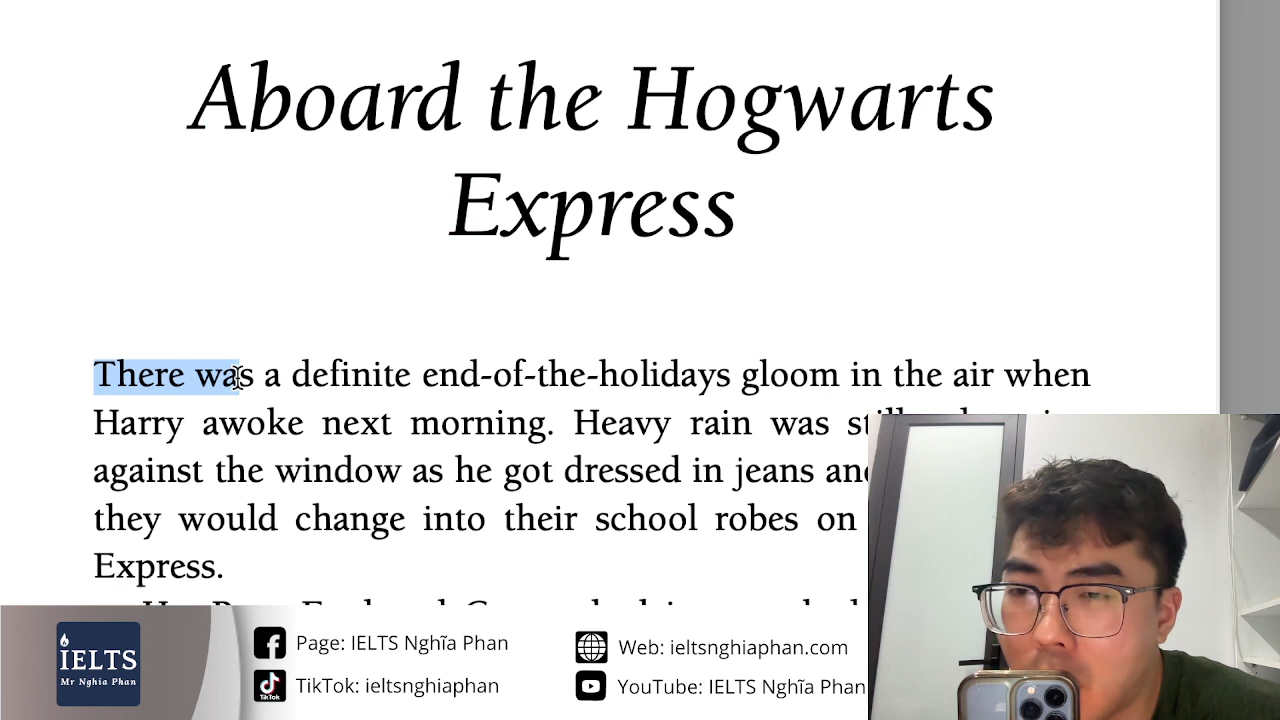 Aboard the Hogwarts
Express
There was a definite end-of-the-holidays gloom in the air when
Harry awoke next morning. Heavy rain was
against the window as he got dressed in jeans
they would change into their school robes on
Express.
IELTS
Mr Nghia Phan
Page: IELTS Nghĩa Phan
TikTok
TikTok: ieltsnghiaphan
Web: ieltsnghiaphan.com
YouTube: IELTS Nghĩa Phan